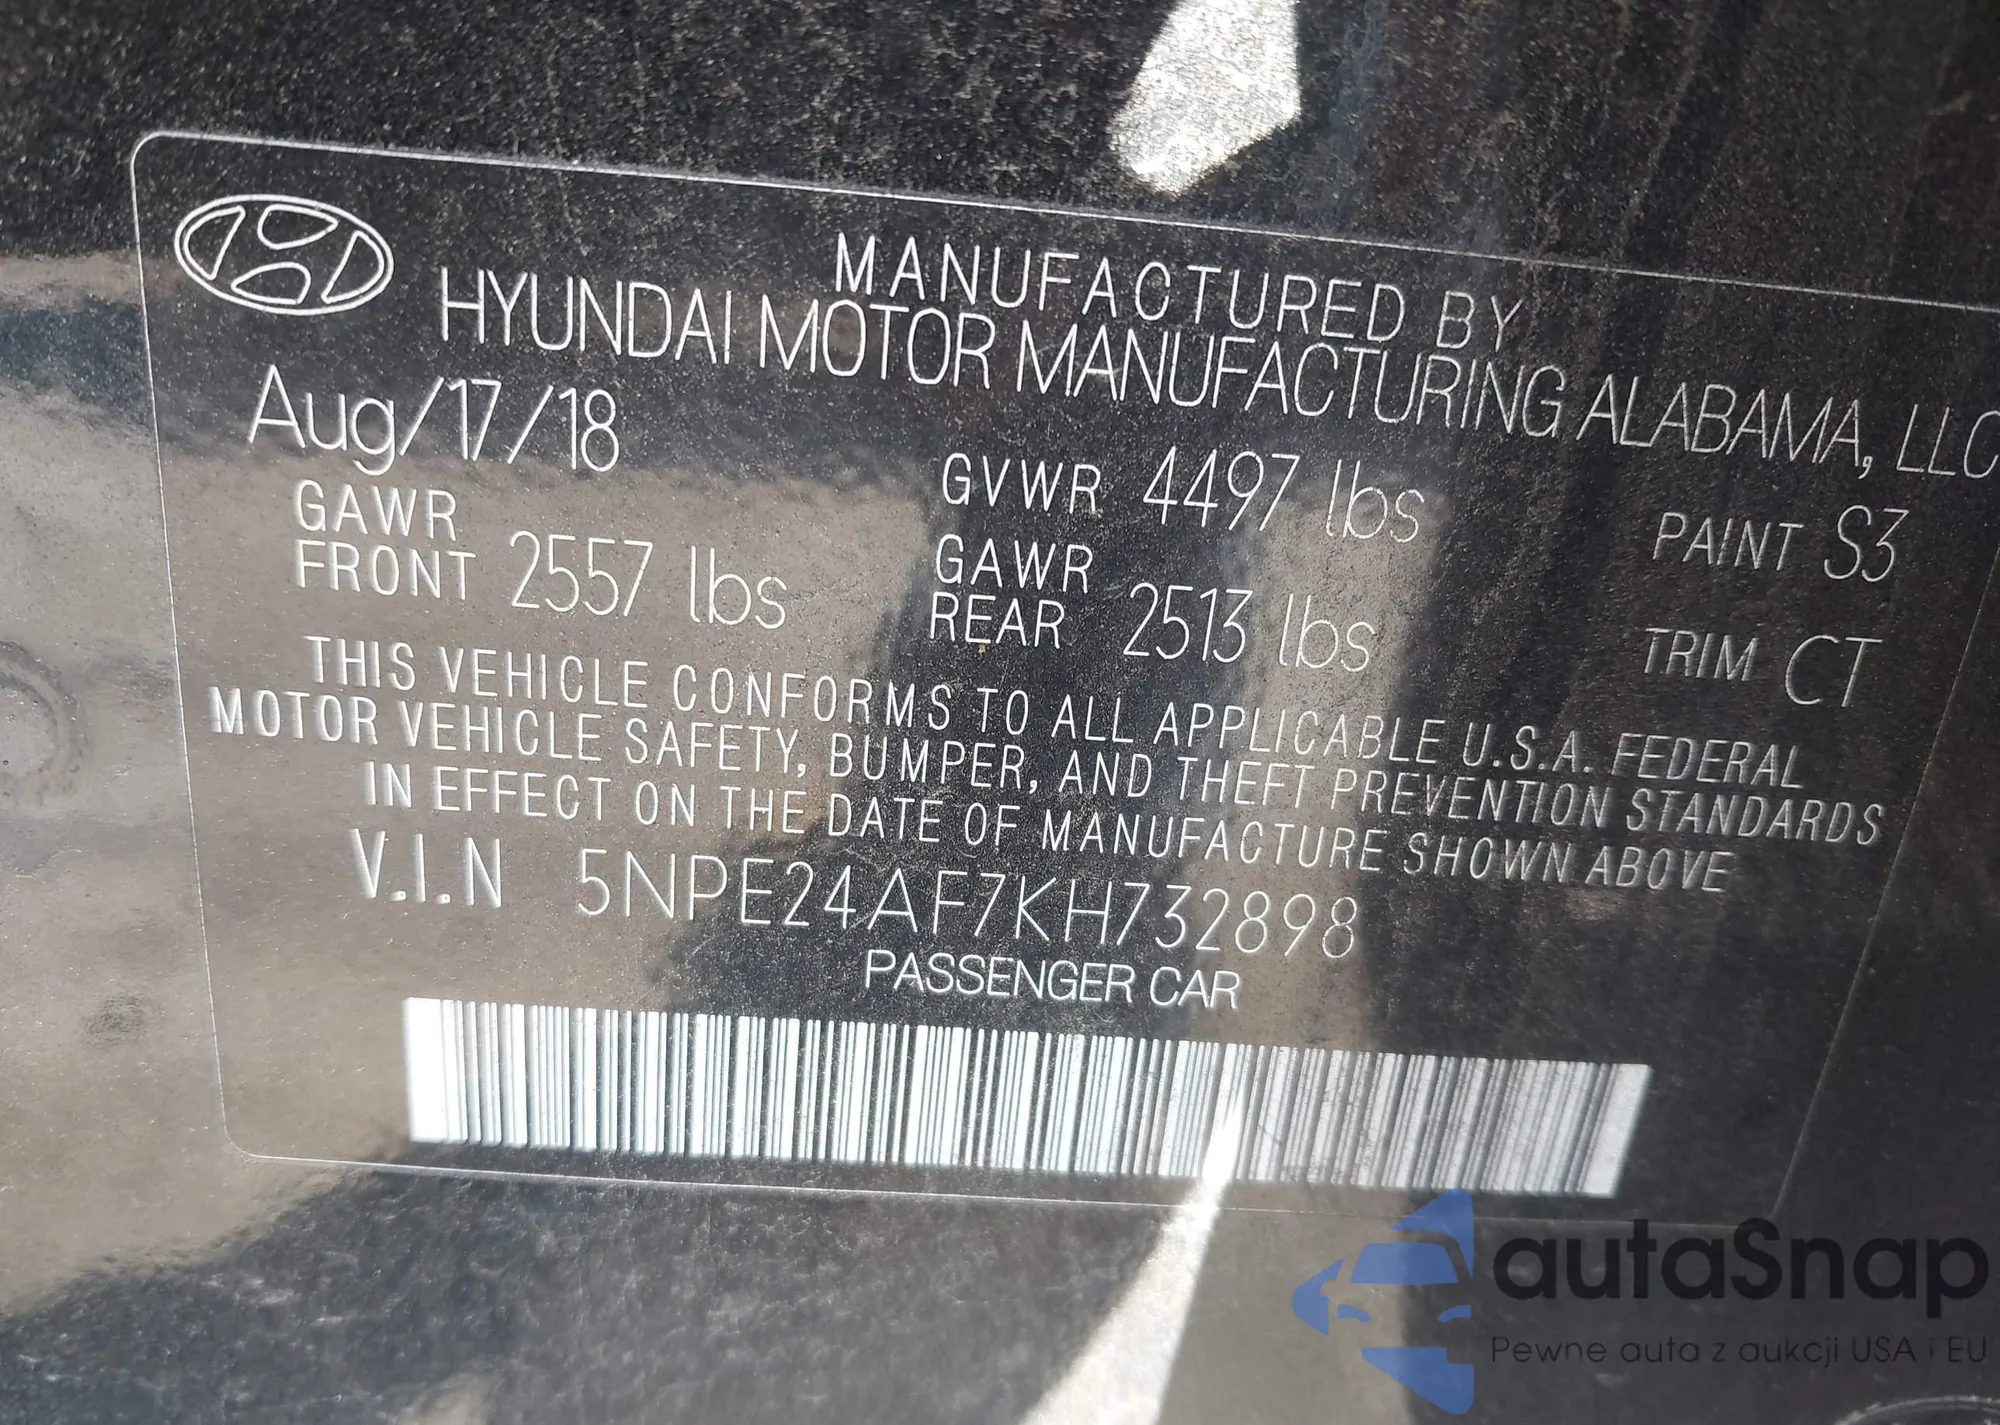 MANUFACTURED BY
HYUNDAI MOTOR MANUFACTURING ALABAMA, LLC
Aug/17/18
GVWR 4497 lbs
PAINT S3
GAWR
FRONT 2557 lbs
GAWR
REAR 2513 lbs
TRIM CT
THIS VEHICLE CONFORMS TO ALL APPLICABLE U.S.A. FEDERAL
MOTOR VEHICLE SAFETY, BUMPER, AND THEFT PREVENTION STANDARDS
IN EFFECT ON THE DATE OF MANUFACTURE SHOWN ABOVE
V.I.N 5NPE24AF7KH732898
PASSENGER CAR
autaSnap
Pewne auta z aukcji USA i EU